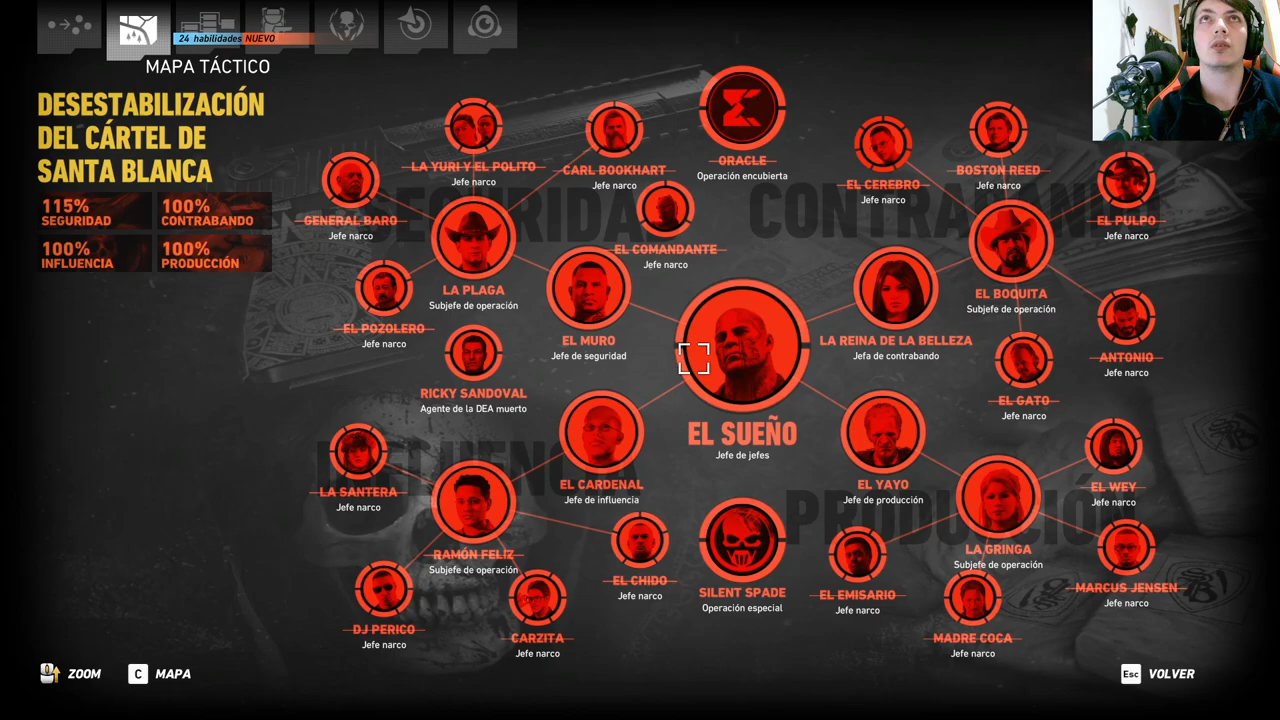 24 habilidades NUEVO
MAPA TÁCTICO
DESESTABILIZACIÓN
DEL CÁRTEL DE
SANTA BLANCA
115%
SEGURIDAD
100%
CONTRABANDO
100%
INFLUENCIA
100%
PRODUCCIÓN
SEGURIDAD
CONTRABANDO
INFLUENCIA
PRODUCCIÓN
LA YURI Y EL POLITO
Jefe narco
CARL BOOKHART
Jefe narco
ORACLE
Operación encubierta
EL CEREBRO
Jefe narco
BOSTON REED
Jefe narco
GENERAL BARO
Jefe narco
EL COMANDANTE
Jefe narco
EL PULPO
Jefe narco
LA PLAGA
Subjefe de operación
EL BOQUITA
Subjefe de operación
EL POZOLERO
Jefe narco
EL MURO
Jefe de seguridad
LA REINA DE LA BELLEZA
Jefa de contrabando
ANTONIO
Jefe narco
RICKY SANDOVAL
Agente de la DEA muerto
EL GATO
Jefe narco
EL SUEÑO
Jefe de jefes
LA SANTERA
Jefe narco
EL CARDENAL
Jefe de influencia
EL YAYO
Jefe de producción
EL WEY
Jefe narco
RAMÓN FELIZ
Subjefe de operación
LA GRINGA
Subjefe de operación
EL CHIDO
Jefe narco
SILENT SPADE
Operación especial
EL EMISARIO
Jefe narco
MARCUS JENSEN
Jefe narco
DJ PERICO
Jefe narco
CARZITA
Jefe narco
MADRE COCA
Jefe narco
ZOOM
C MAPA
Esc VOLVER